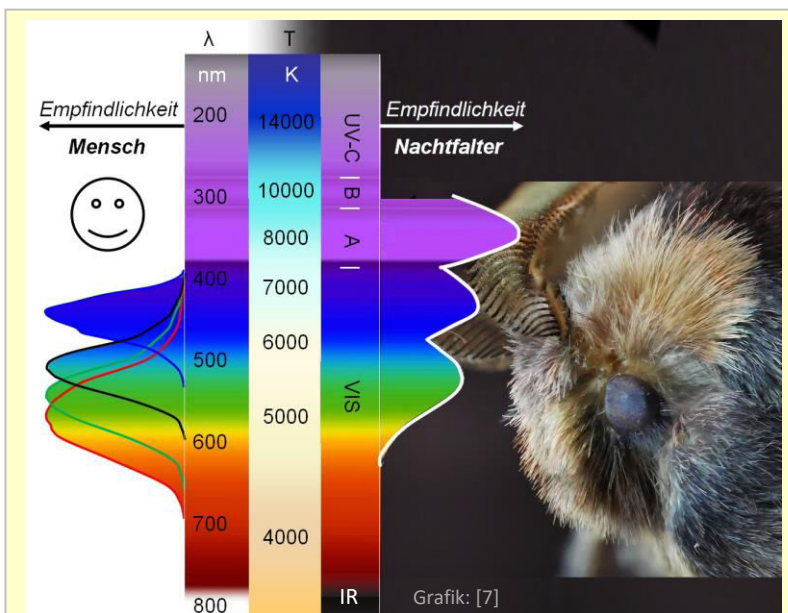 λ
T
nm
K
Empfindlichkeit
Mensch
Empfindlichkeit
Nachtfalter
200
300
400
500
600
700
800
14000
10000
8000
7000
6000
5000
4000
UV-C
B
A
VIS
IR
Grafik: [7]